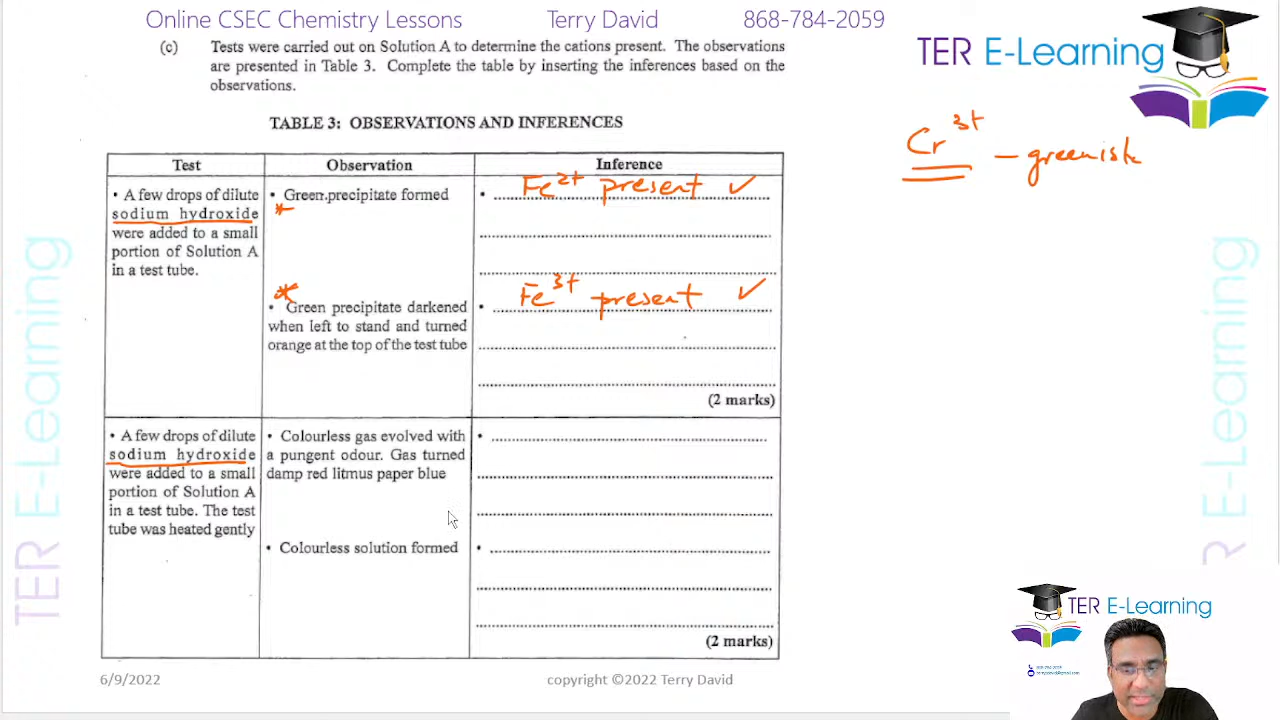 Online CSEC Chemistry Lessons Terry David 868-784-2059
TER E-Learning
(c) Tests were carried out on Solution A to determine the cations present. The observations
are presented in Table 3. Complete the table by inserting the inferences based on the
observations.
TABLE 3: OBSERVATIONS AND INFERENCES
Cr3+ – greenish
Test Observation Inference
• A few drops of dilute
sodium hydroxide
were added to a small
portion of Solution A
in a test tube.
• Green precipitate formed
• Fe2+ present ✓
• Green precipitate darkened
when left to stand and turned
orange at the top of the test tube
• Fe3+ present ✓
(2 marks)
• A few drops of dilute
sodium hydroxide
were added to a small
portion of Solution A
in a test tube. The test
tube was heated gently
• Colourless gas evolved with
a pungent odour. Gas turned
damp red litmus paper blue
• Colourless solution formed
(2 marks)
TER E-Learning
TER E-Learning
TER E-Learning
868-784-2059
6/9/2022 copyright ©2022 Terry David